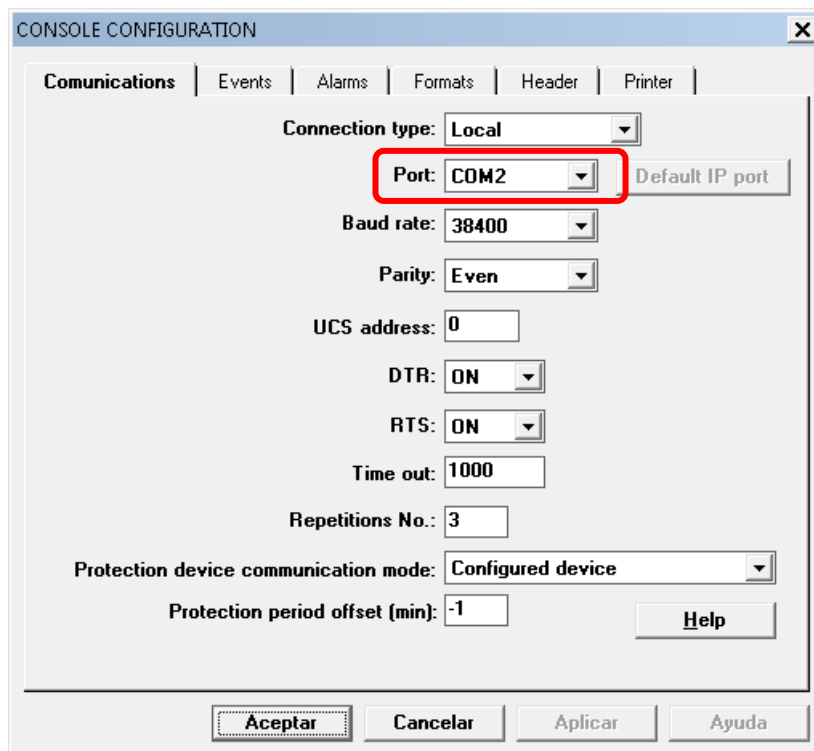 CONSOLE CONFIGURATION
Comunications Events Alarms Formats Header Printer
Connection type: Local
Port: COM2 Default IP port
Baud rate: 38400
Parity: Even
UCS address: 0
DTR: ON
RTS: ON
Time out: 1000
Repetitions No.: 3
Protection device communication mode: Configured device
Protection period offset (min): -1
Help
Aceptar Cancelar Aplicar Ayuda